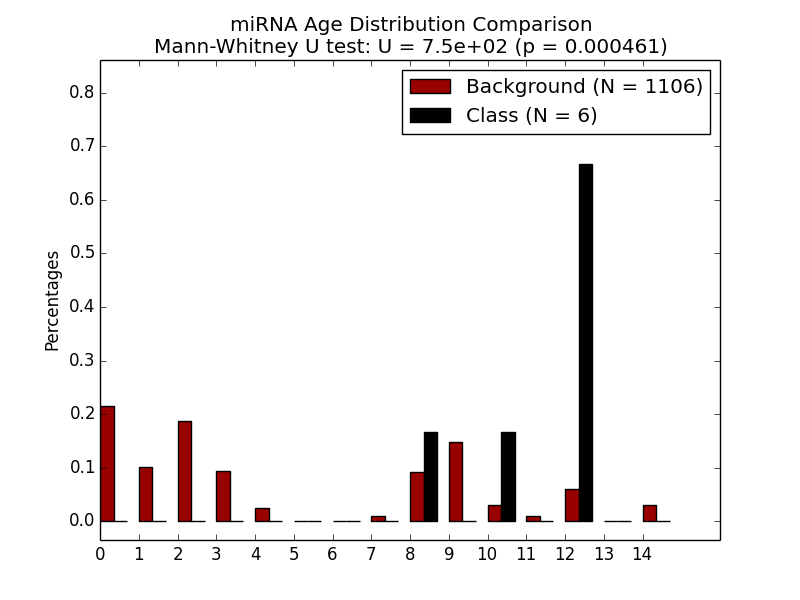 miRNA Age Distribution Comparison
Mann-Whitney U test: U = 7.5e+02 (p = 0.000461)
Background (N = 1106)
Class (N = 6)
Percentages
0.8
0.7
0.6
0.5
0.4
0.3
0.2
0.1
0.0
0 1 2 3 4 5 6 7 8 9 10 11 12 13 14